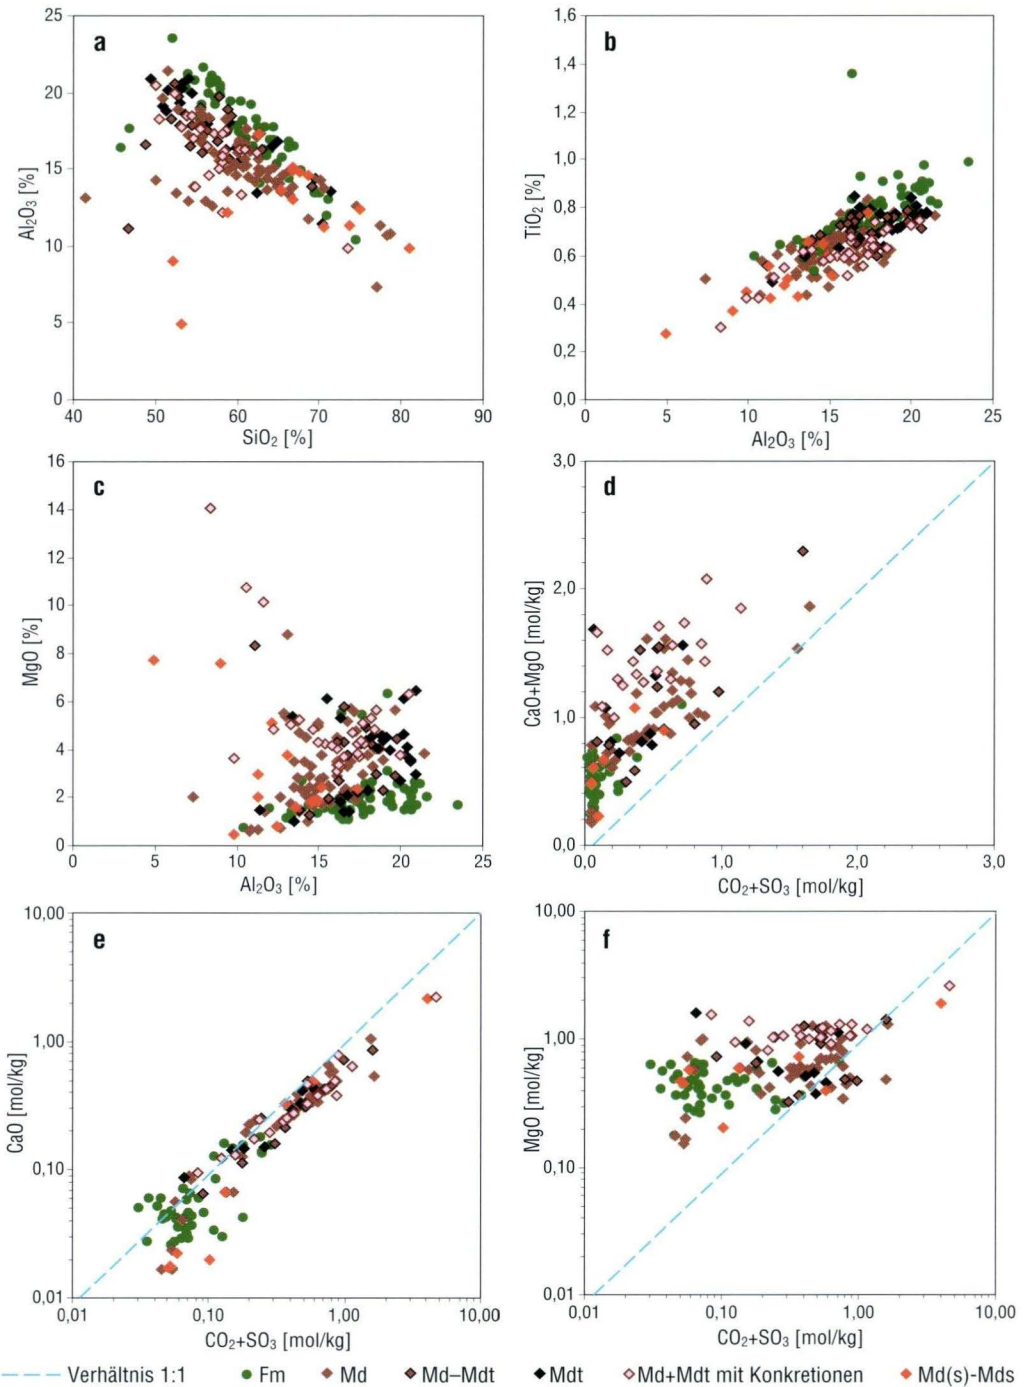 a
25
20
15
10
5
0
Al₂O₃ [%]
40 50 60 70 80 90
SiO₂ [%]
b
1,6
1,4
1,2
1,0
0,8
0,6
0,4
0,2
0,0
TiO₂ [%]
0 5 10 15 20 25
Al₂O₃ [%]
c
16
14
12
10
8
6
4
2
0
MgO [%]
0 5 10 15 20 25
Al₂O₃ [%]
d
3,0
2,0
1,0
0,0
CaO+MgO [mol/kg]
0,0 1,0 2,0 3,0
CO₂+SO₃ [mol/kg]
e
10,00
1,00
0,10
0,01
CaO [mol/kg]
0,01 0,10 1,00 10,00
CO₂+SO₃ [mol/kg]
f
10,00
1,00
0,10
0,01
MgO [mol/kg]
0,01 0,10 1,00 10,00
CO₂+SO₃ [mol/kg]
Verhältnis 1:1 Fm Md Md–Mdt Mdt Md+Mdt mit Konkretionen Md(s)-Mds